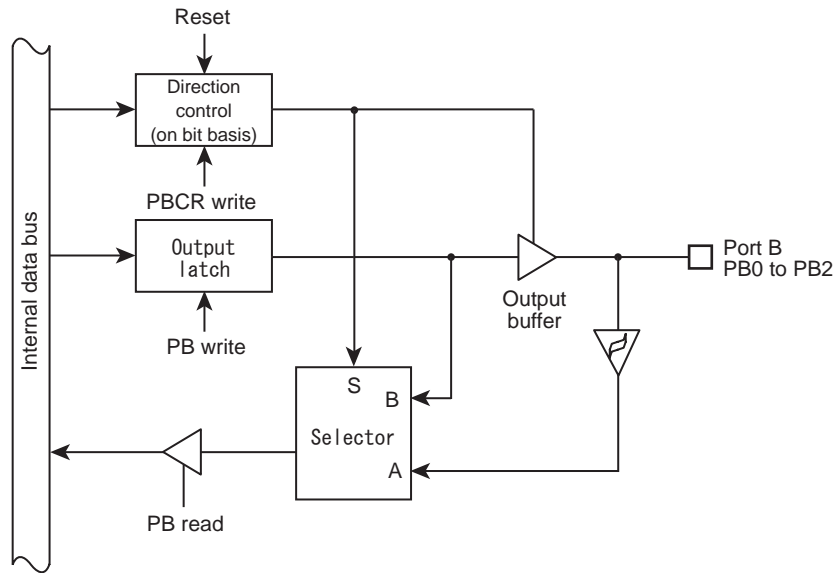 Reset
Direction
control
(on bit basis)
PBCR write
Internal data bus
Output
latch
PB write
Output
buffer
Port B
PB0 to PB2
S
B
Selector
A
PB read